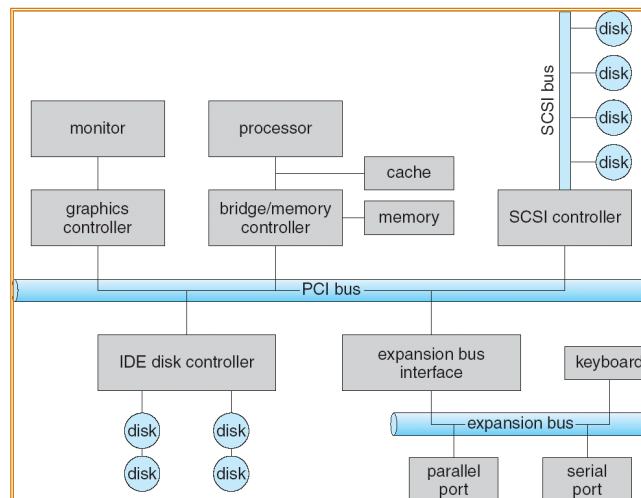 disk
disk
disk
disk
SCSI bus
monitor
processor
cache
graphics
controller
bridge/memory
controller
memory
SCSI controller
PCI bus
IDE disk controller
expansion bus
interface
keyboard
disk
disk
disk
disk
expansion bus
parallel
port
serial
port